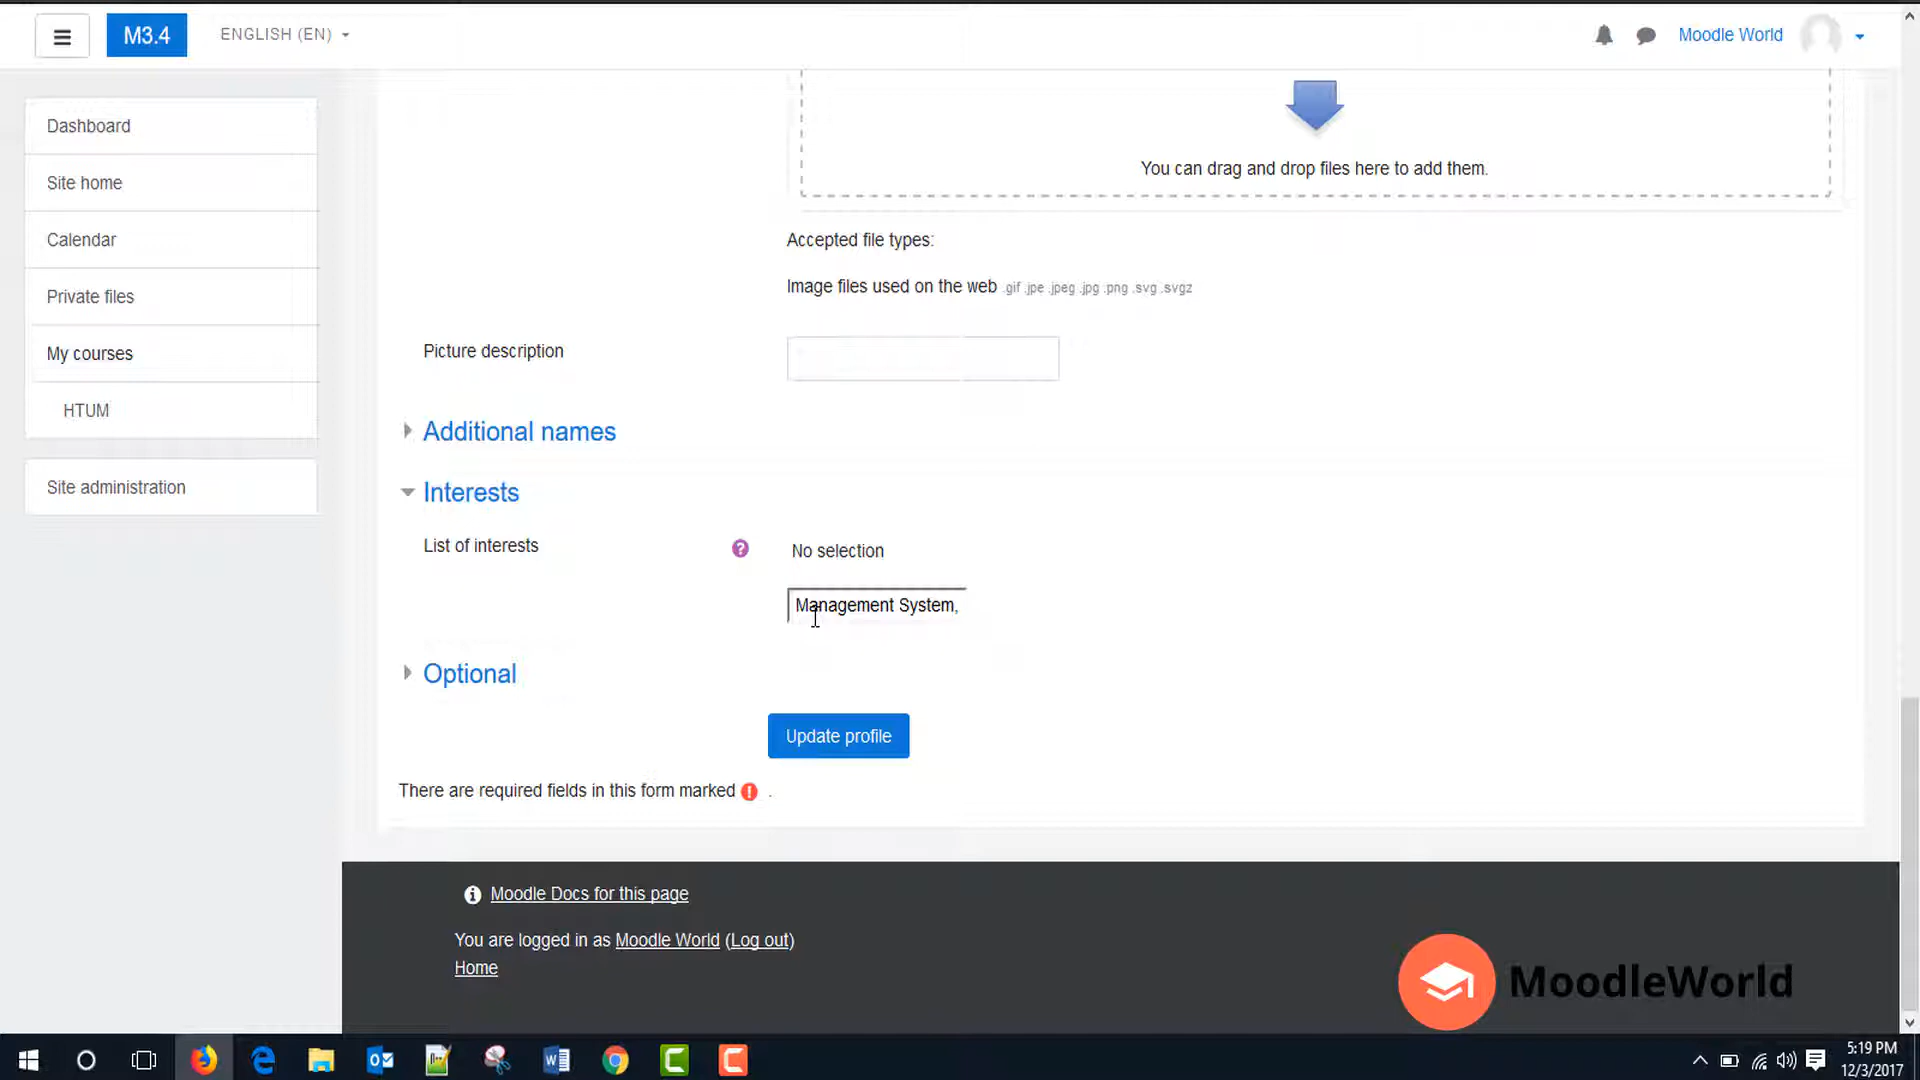 M3.4
ENGLISH (EN)
Moodle World
Dashboard
Site home
Calendar
Private files
My courses
HTUM
Site administration
You can drag and drop files here to add them.
Accepted file types:
Image files used on the web .gif .jpe .jpeg .jpg .png .svg .svgz
Picture description
Additional names
Interests
List of interests ?
No selection
Management System,
Optional
Update profile
There are required fields in this form marked ! .
Moodle Docs for this page
You are logged in as Moodle World (Log out)
Home
MoodleWorld
5:19 PM
12/3/2017